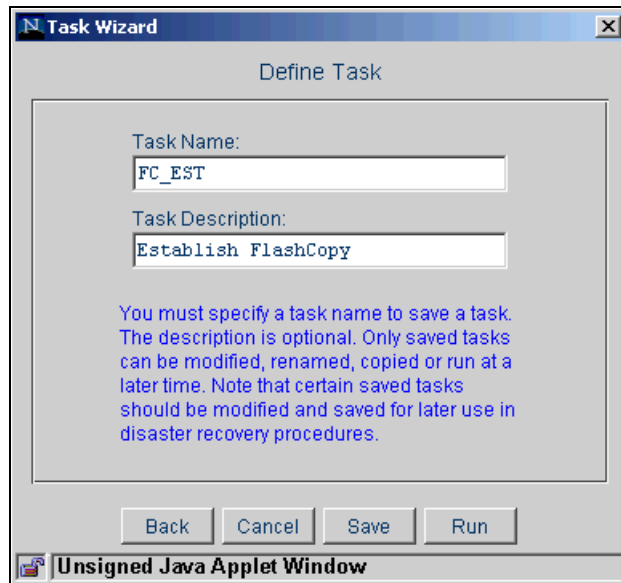 N Task Wizard
Define Task
Task Name:
FC_EST
Task Description:
Establish FlashCopy
You must specify a task name to save a task.
The description is optional. Only saved tasks
can be modified, renamed, copied or run at a
later time. Note that certain saved tasks
should be modified and saved for later use in
disaster recovery procedures.
Back Cancel Save Run
Unsigned Java Applet Window